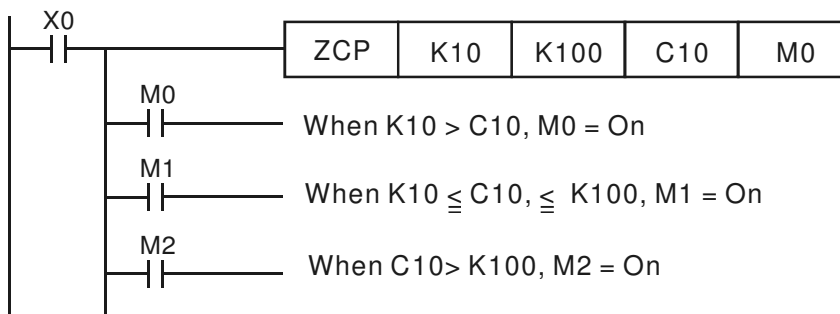 X0
ZCP K10 K100 C10 M0
M0
When K10 > C10, M0 = On
M1
When K10 ≦ C10, ≦ K100, M1 = On
M2
When C10> K100, M2 = On